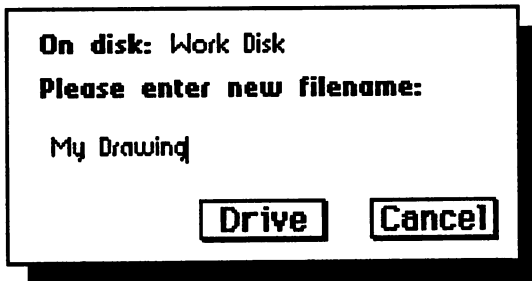 On disk: Work Disk
Please enter new filename:
My Drawing
Drive Cancel